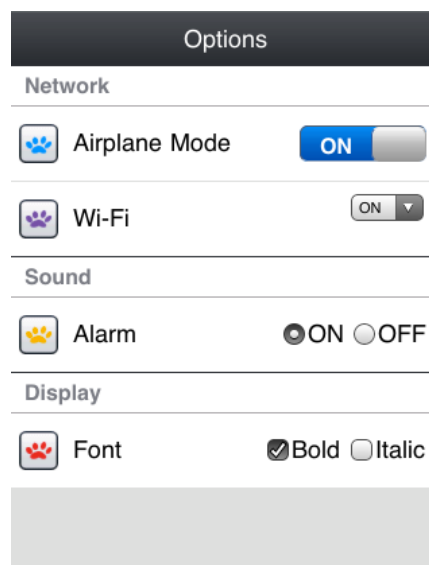 Options
Network
Airplane Mode ON
Wi-Fi ON
Sound
Alarm ON OFF
Display
Font Bold Italic